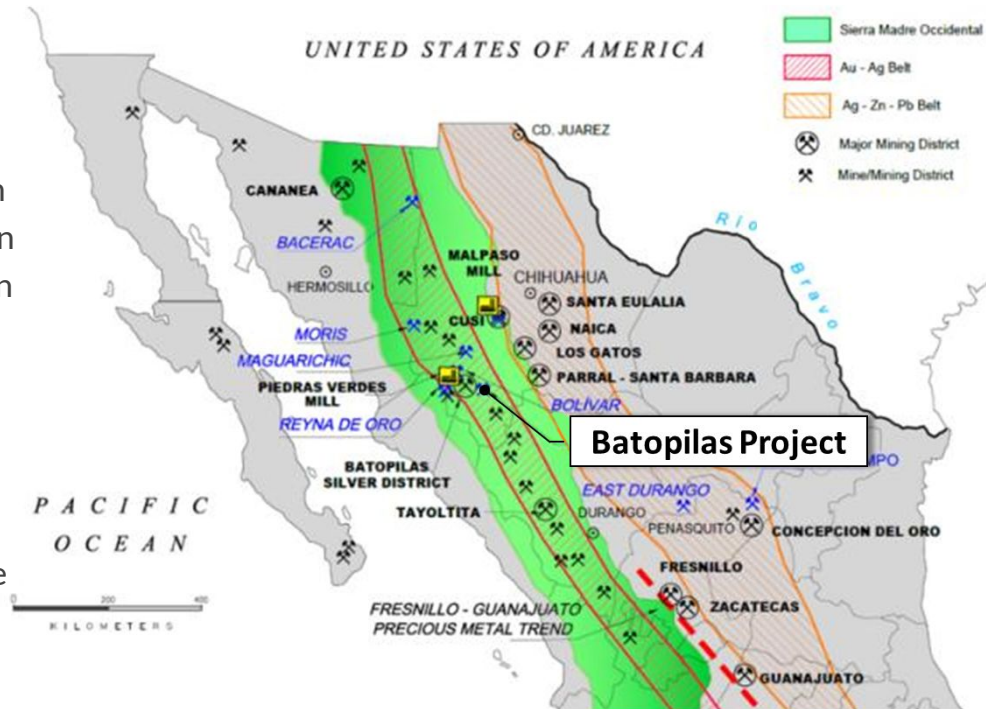 UNITED STATES OF AMERICA
Sierra Madre Occidental
Au - Ag Belt
Ag - Zn - Pb Belt
Major Mining District
Mine/Mining District
CD. JUAREZ
CANANEA
Río
Bravo
BACERAC
HERMOSILLO
MALPASO
MILL
CHIHUAHUA
SANTA EULALIA
CUSI
NAICA
MORIS
LOS GATOS
MAGUARICHIC
PARRAL - SANTA BARBARA
PIEDRAS VERDES
MILL
BOLÍVAR
REYNA DE ORO
Batopilas Project
BATOPILAS
SILVER DISTRICT
MPO
EAST DURANGO
TAYOLTITA
DURANGO
PENASQUITO
CONCEPCION DEL ORO
PACIFIC
OCEAN
FRESNILLO
ZACATECAS
FRESNILLO - GUANAJUATO
PRECIOUS METAL TREND
GUANAJUATO
0 200 400
KILOMETERS